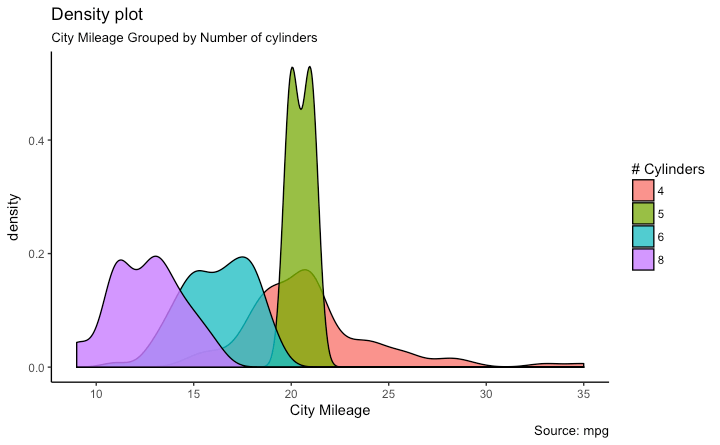 Density plot
City Mileage Grouped by Number of cylinders
density
0.4
0.2
0.0
10 15 20 25 30 35
City Mileage
# Cylinders
4
5
6
8
Source: mpg